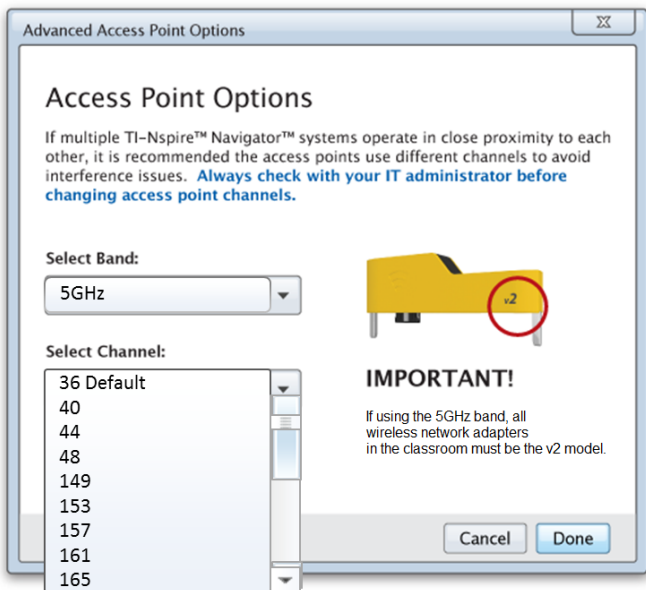 Advanced Access Point Options
Access Point Options
If multiple TI-Nspire™ Navigator™ systems operate in close proximity to each
other, it is recommended the access points use different channels to avoid
interference issues. Always check with your IT administrator before
changing access point channels.
Select Band:
5GHz
v2
Select Channel:
36 Default
40
44
48
149
153
157
161
165
IMPORTANT!
If using the 5GHz band, all
wireless network adapters
in the classroom must be the v2 model.
Cancel
Done